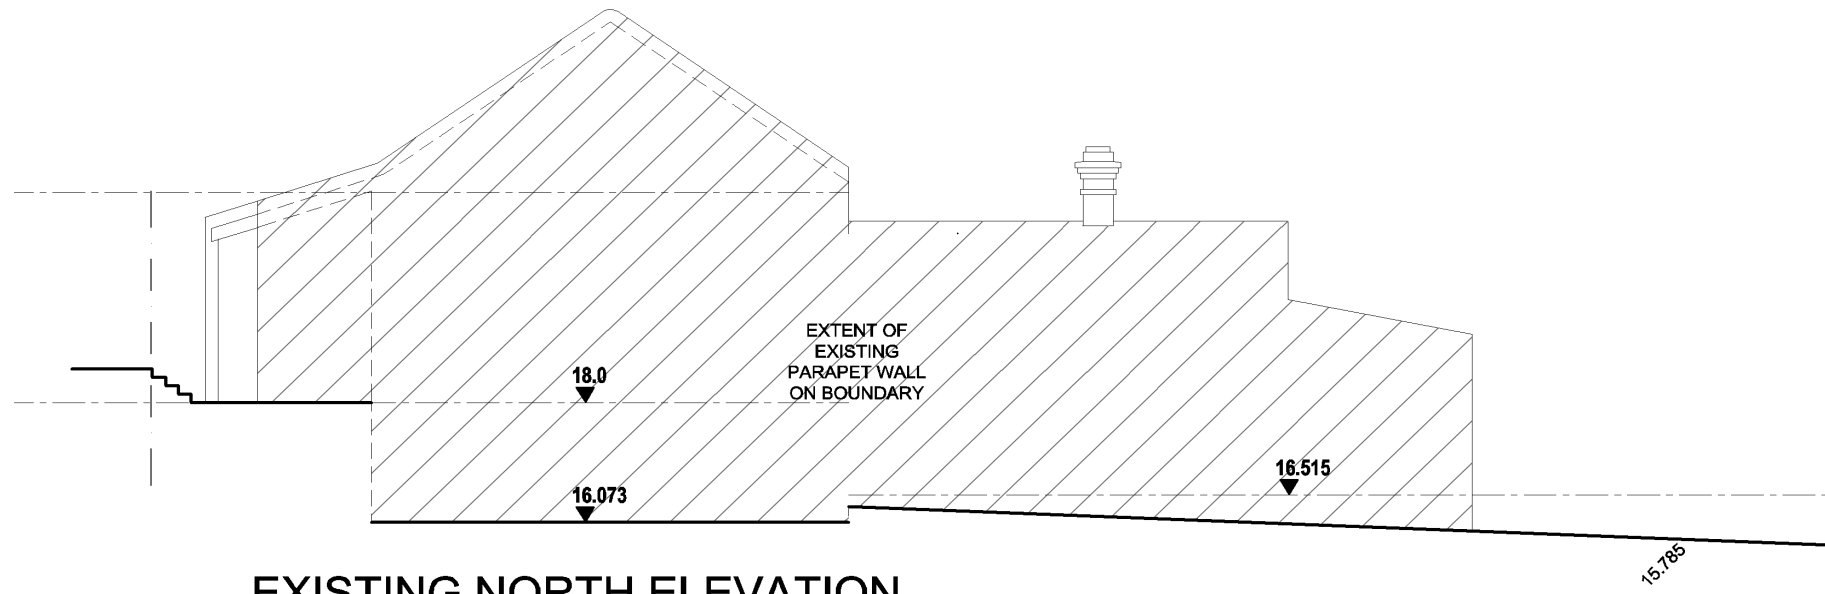 EXTENT OF
EXISTING
PARAPET WALL
ON BOUNDARY
18.0
16.073
16.515
15.785
EXISTING NORTH ELEVATION